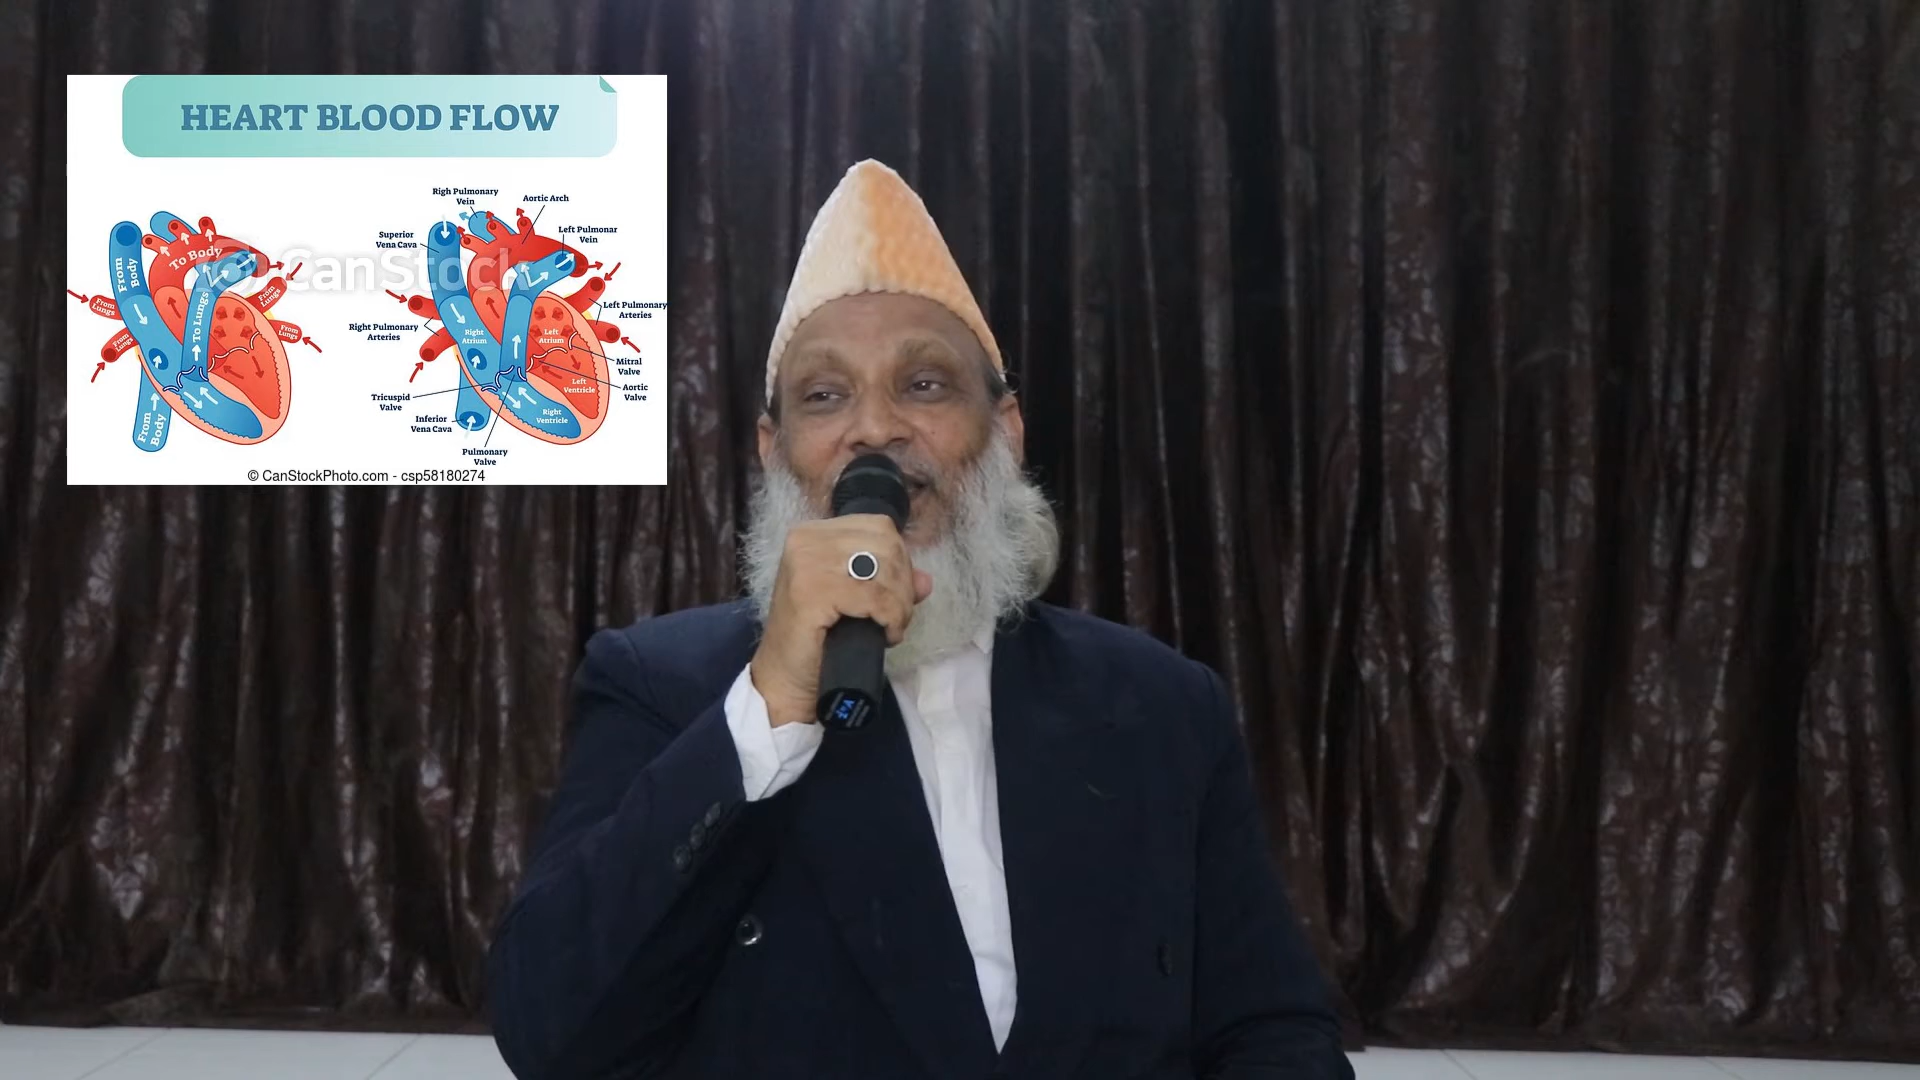 HEART BLOOD FLOW
From
Body
To Body
To Lungs
From
Lungs
From
Lungs
From
Lungs
From
Lungs
From
Body
Righ Pulmonary
Vein
Aortic Arch
Superior
Vena Cava
Left Pulmonar
Vein
Left Pulmonary
Arteries
Right Pulmonary
Arteries
Right
Atrium
Left
Atrium
Mitral
Valve
Left
Ventricle
Aortic
Valve
Tricuspid
Valve
Right
Ventricle
Inferior
Vena Cava
Pulmonary
Valve
CanStock
© CanStockPhoto.com - csp58180274